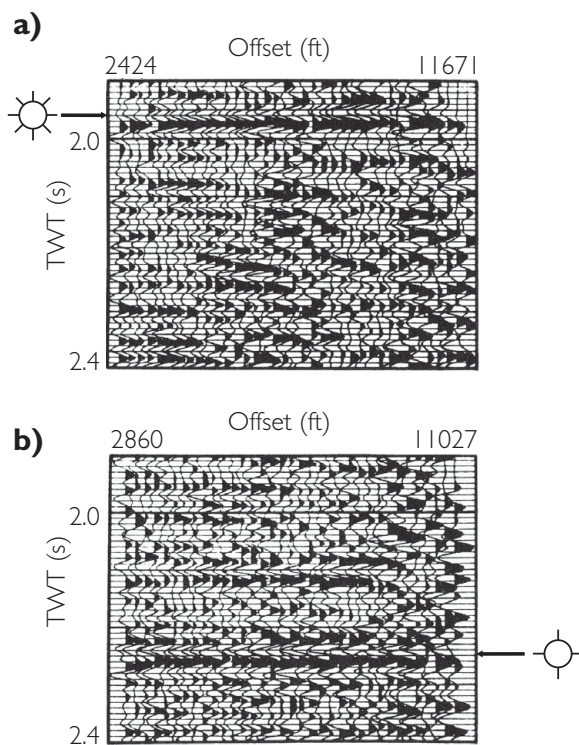 a)
Offset (ft)
2424 11671
2.0
TWT (s)
2.4
b)
Offset (ft)
2860 11027
2.0
TWT (s)
2.4